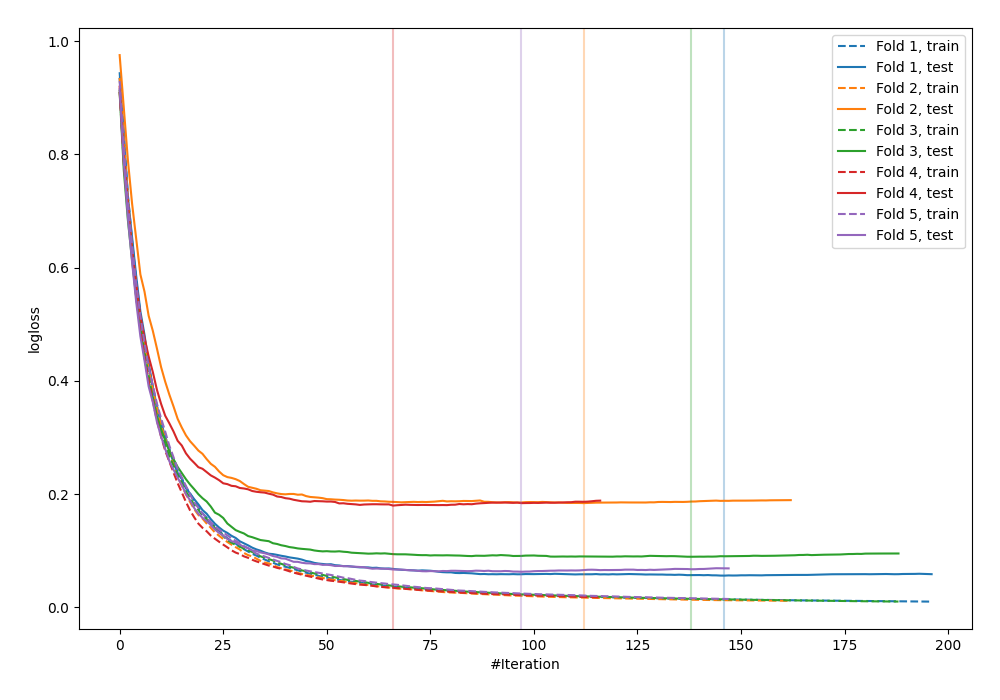 1.0
0.8
0.6
0.4
0.2
0.0
logloss
0
25
50
75
100
125
150
175
200
#Iteration
Fold 1, train
Fold 1, test
Fold 2, train
Fold 2, test
Fold 3, train
Fold 3, test
Fold 4, train
Fold 4, test
Fold 5, train
Fold 5, test